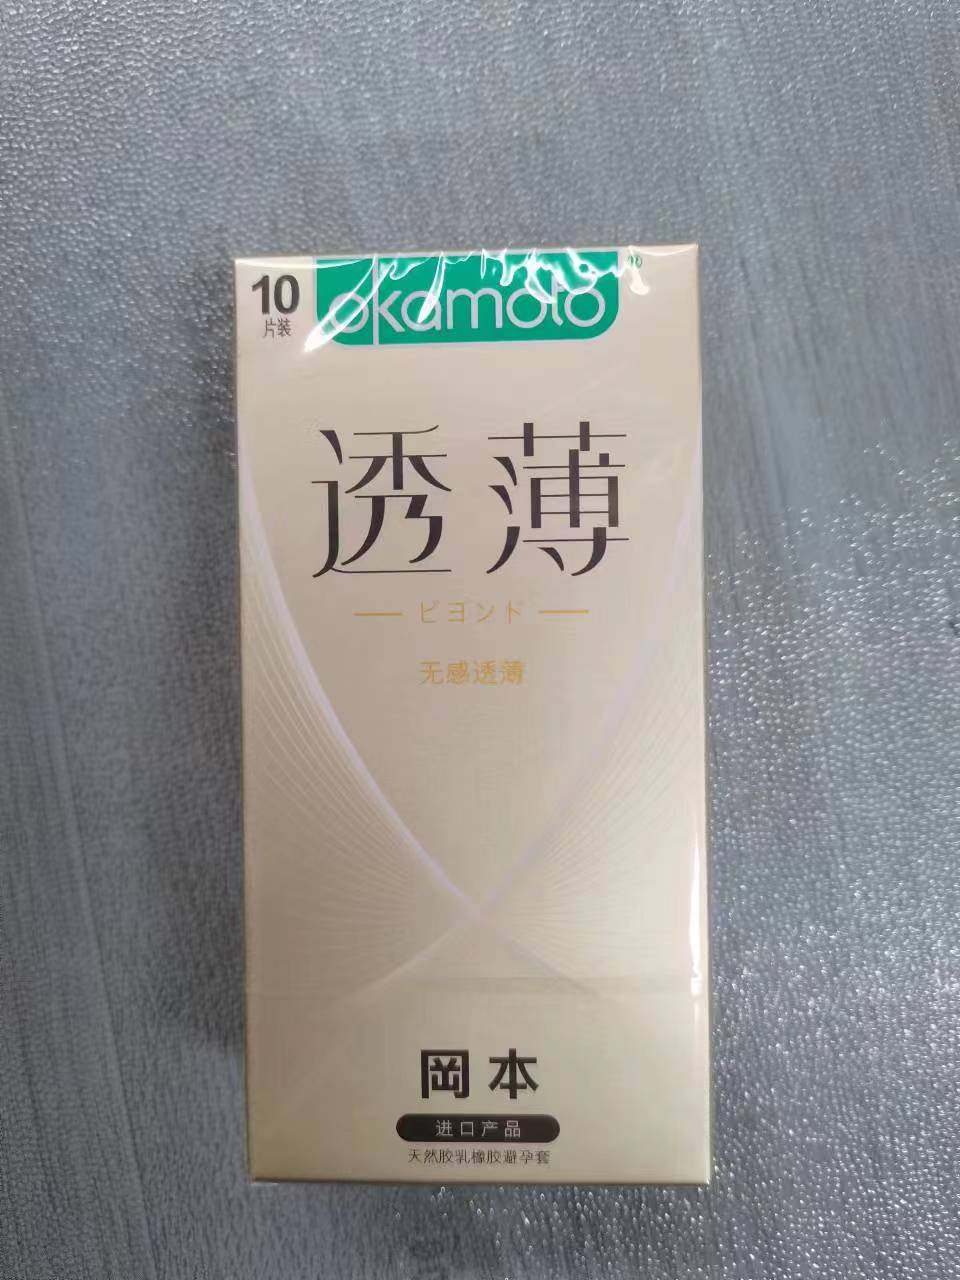 10
片装
okamoto
透薄
ビヨンド
无感透薄
岡本
进口产品
天然胶乳橡胶避孕套